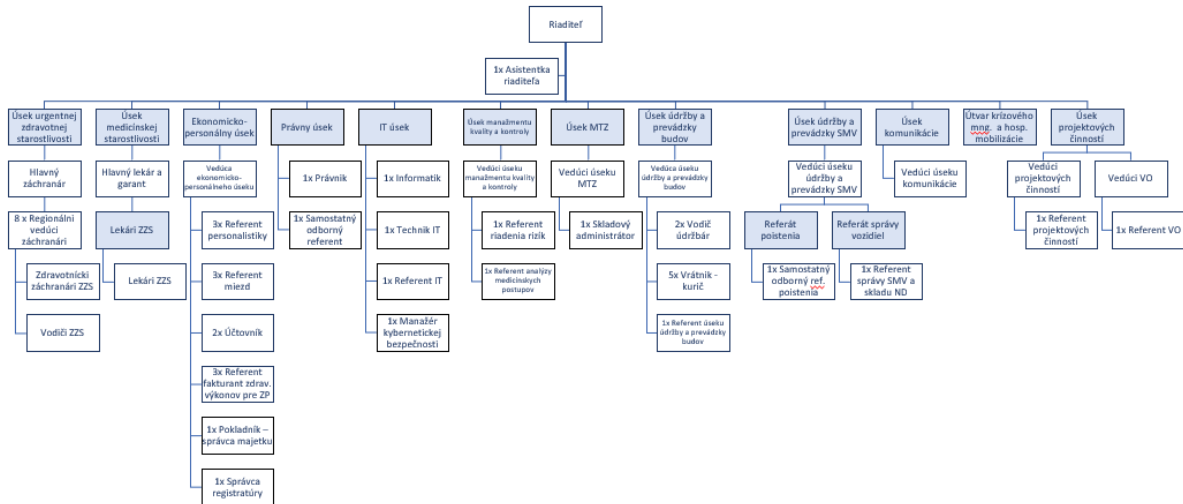 Riaditeľ
1x Asistentka
riaditeľa
Úsek urgentnej
zdravotnej
starostlivosti
Hlavný
záchranár
8 x Regionálni
vedúci
záchranári
Zdravotnícki
záchranári ZZS
Vodiči ZZS
Úsek
medicínskej
starostlivosti
Hlavný lekár a
garant
Lekári ZZS
Lekári ZZS
Ekonomicko-
personálny úsek
Vedúca
ekonomicko-
personálneho úseku
3x Referent
personalistiky
3x Referent
miezd
2x Účtovník
3x Referent
fakturant zdrav.
výkonov pre ZP
1x Pokladník –
správca majetku
1x Správca
registratúry
Právny úsek
1x Právnik
1x Samostatný
odborný
referent
IT úsek
1x Informatik
1x Technik IT
1x Referent IT
1x Manažér
kybernetickej
bezpečnosti
Úsek manažmentu
kvality a kontroly
Vedúci úseku
manažmentu kvality
a kontroly
1x Referent
riadenia rizík
1x Referent analýzy
medicínskych
postupov
Úsek MTZ
Vedúci úseku
MTZ
1x Skladový
administrátor
Úsek údržby a
prevádzky
budov
Vedúca úseku
údržby a prevádzky
budov
2x Vodič
údržbár
5x Vrátnik -
kurič
1x Referent úseku
údržby a prevádzky
budov
Úsek údržby a
prevádzky SMV
Vedúci úseku
údržby a
prevádzky SMV
Referát
poistenia
1x Samostatný
odborný ref.
poistenia
Referát správy
vozidiel
1x Referent
správy SMV a
skladu ND
Úsek
komunikácie
Vedúci úseku
komunikácie
Útvar krízového
mng. a hosp.
mobilizácie
Úsek
projektových
činností
Vedúci
projektových
činností
1x Referent
projektových
činností
Vedúci VO
1x Referent VO